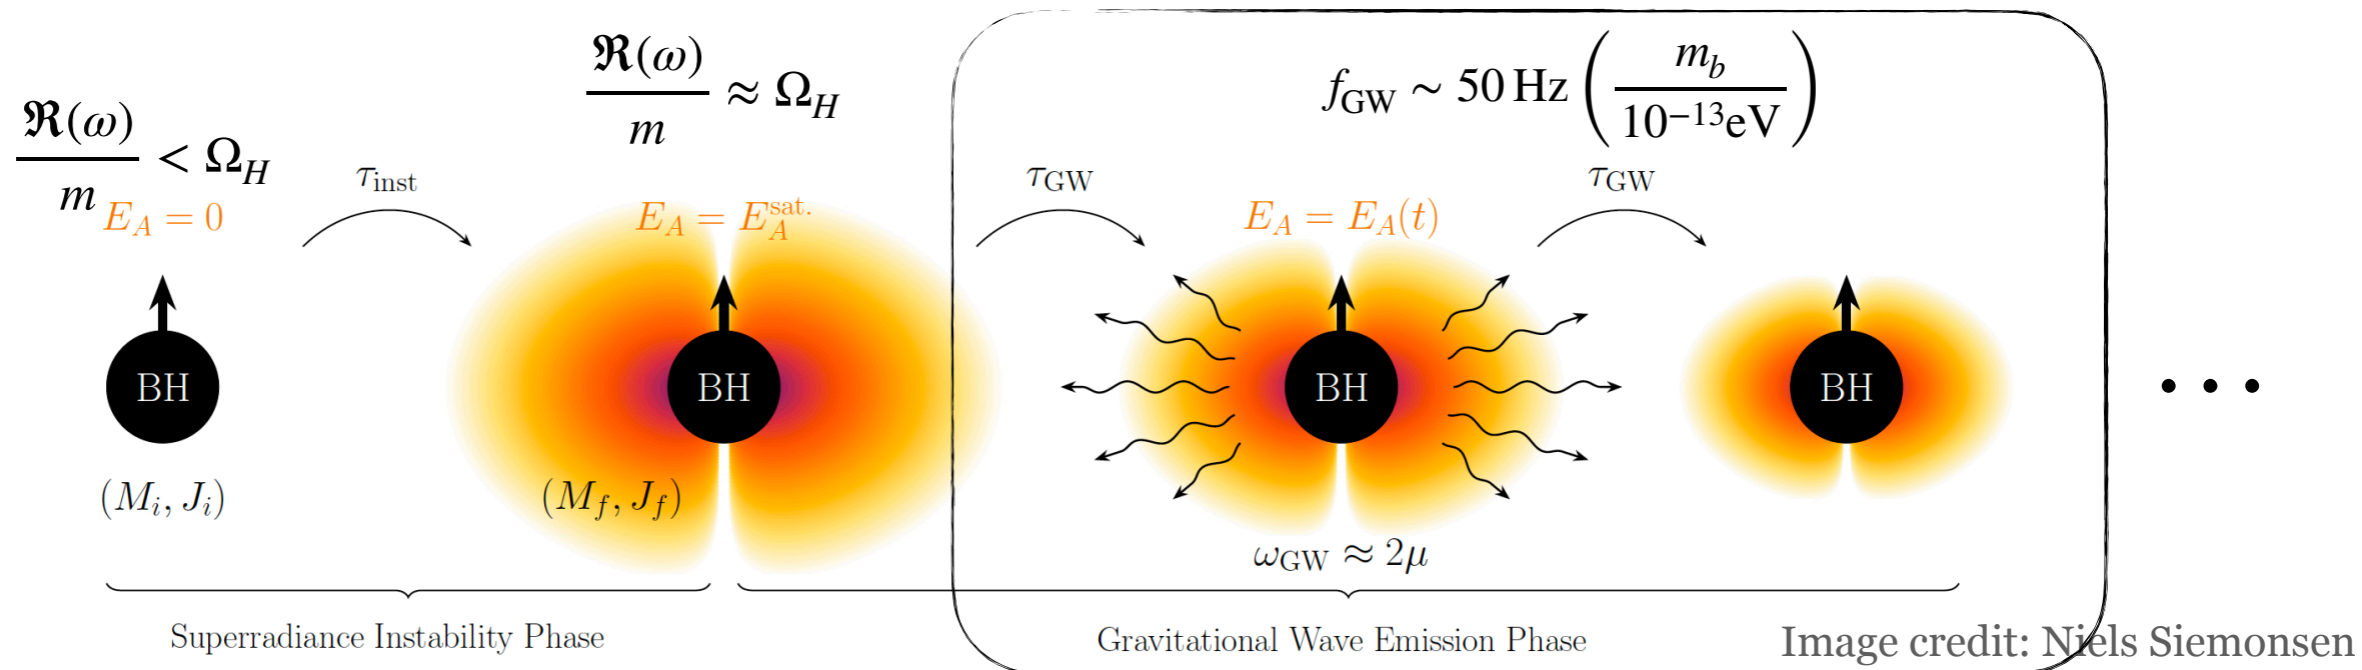 ℜ(ω)/m < Ω_H
E_A = 0
τ_inst
ℜ(ω)/m ≈ Ω_H
E_A = E_A^sat.
f_GW ∼ 50 Hz (m_b/10^−13 eV)
τ_GW
E_A = E_A(t)
τ_GW
BH
BH
BH
BH
(M_i, J_i)
(M_f, J_f)
ω_GW ≈ 2μ
• • •
Superradiance Instability Phase
Gravitational Wave Emission Phase
Image credit: Niels Siemonsen